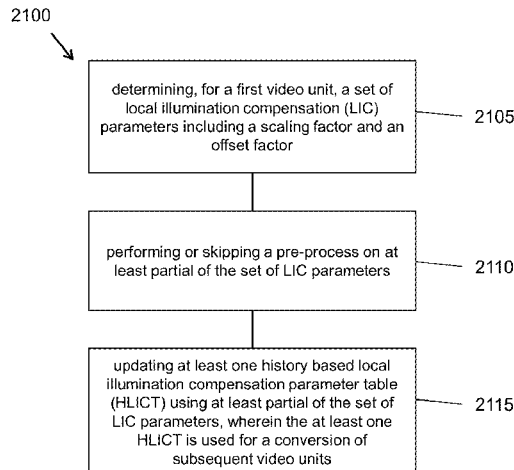 2100
determining, for a first video unit, a set of
local illumination compensation (LIC)
parameters including a scaling factor and an
offset factor
2105
performing or skipping a pre-process on at
least partial of the set of LIC parameters
2110
updating at least one history based local
illumination compensation parameter table
(HLICT) using at least partial of the set of
LIC parameters, wherein the at least one
HLICT is used for a conversion of
subsequent video units
2115